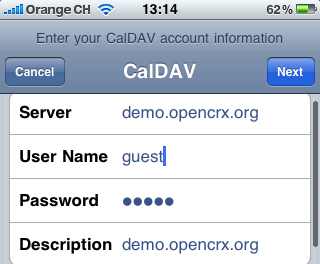 Orange CH 13:14 62%
Enter your CalDAV account information
Cancel CalDAV Next
Server demo.opencrx.org
User Name guest
Password ●●●●●
Description demo.opencrx.org